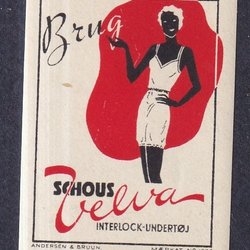 Brug
SCHOUS
Velva
INTERLOCK-UNDERTØJ
ANDERSEN & BRUUN